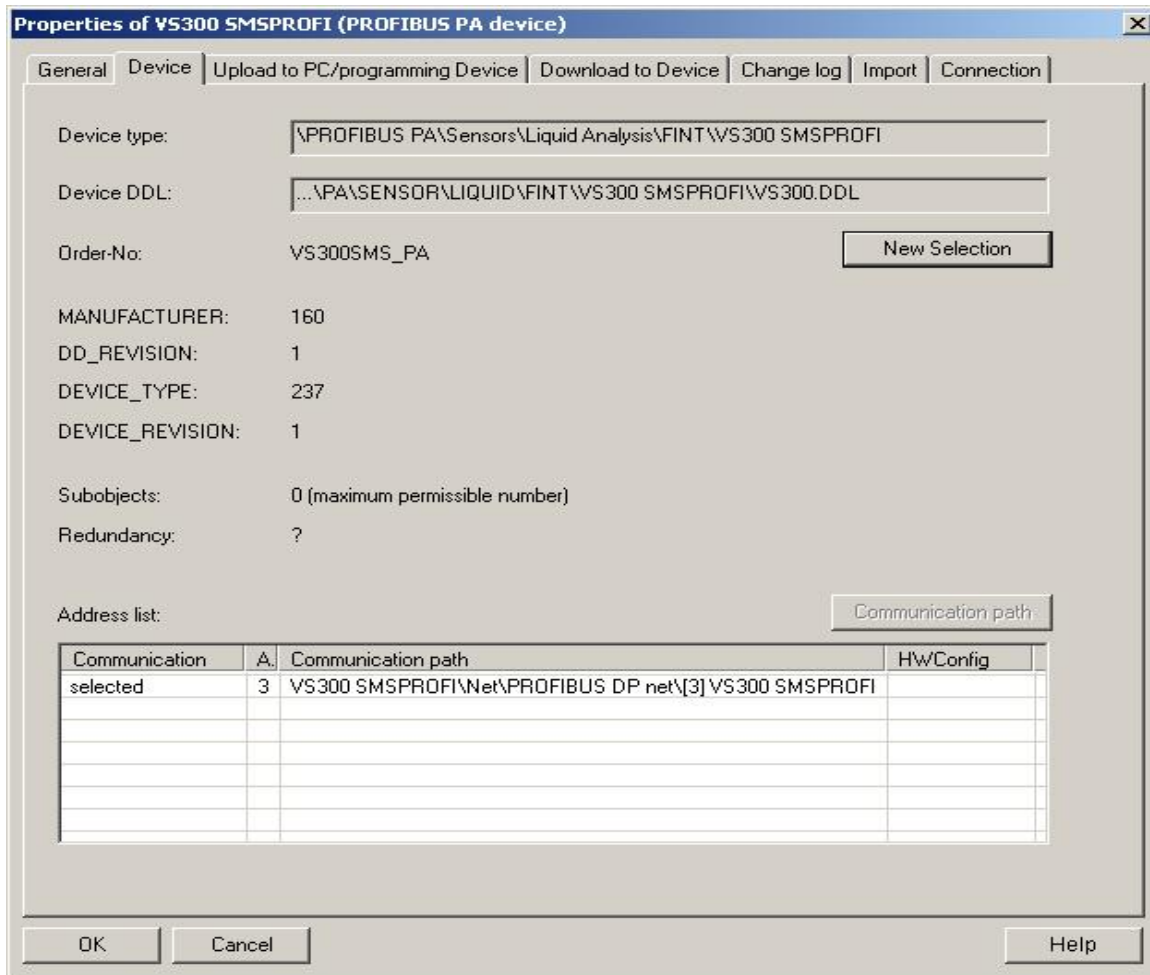 Properties of VS300 SMSPROFI (PROFIBUS PA device)
General Device Upload to PC/programming Device Download to Device Change log Import Connection
Device type: \PROFIBUS PA\Sensors\Liquid Analysis\FINT\VS300 SMSPROFI
Device DDL: ...\PA\SENSOR\LIQUID\FINT\VS300 SMSPROFI\VS300.DDL
Order-No: VS300SMS_PA New Selection
MANUFACTURER: 160
DD_REVISION: 1
DEVICE_TYPE: 237
DEVICE_REVISION: 1
Subobjects: 0 (maximum permissible number)
Redundancy: ?
Address list: Communication path
Communication A. Communication path HWConfig
selected 3 VS300 SMSPROFI\Net\PROFIBUS DP net\[3] VS300 SMSPROFI
OK Cancel Help